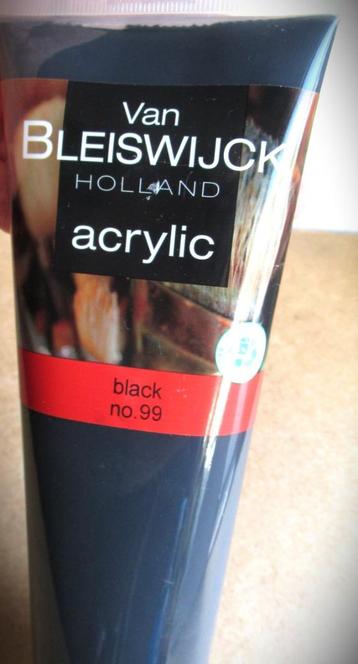 Van
BLEISWIJCK
HOLLAND
acrylic
black
no.99